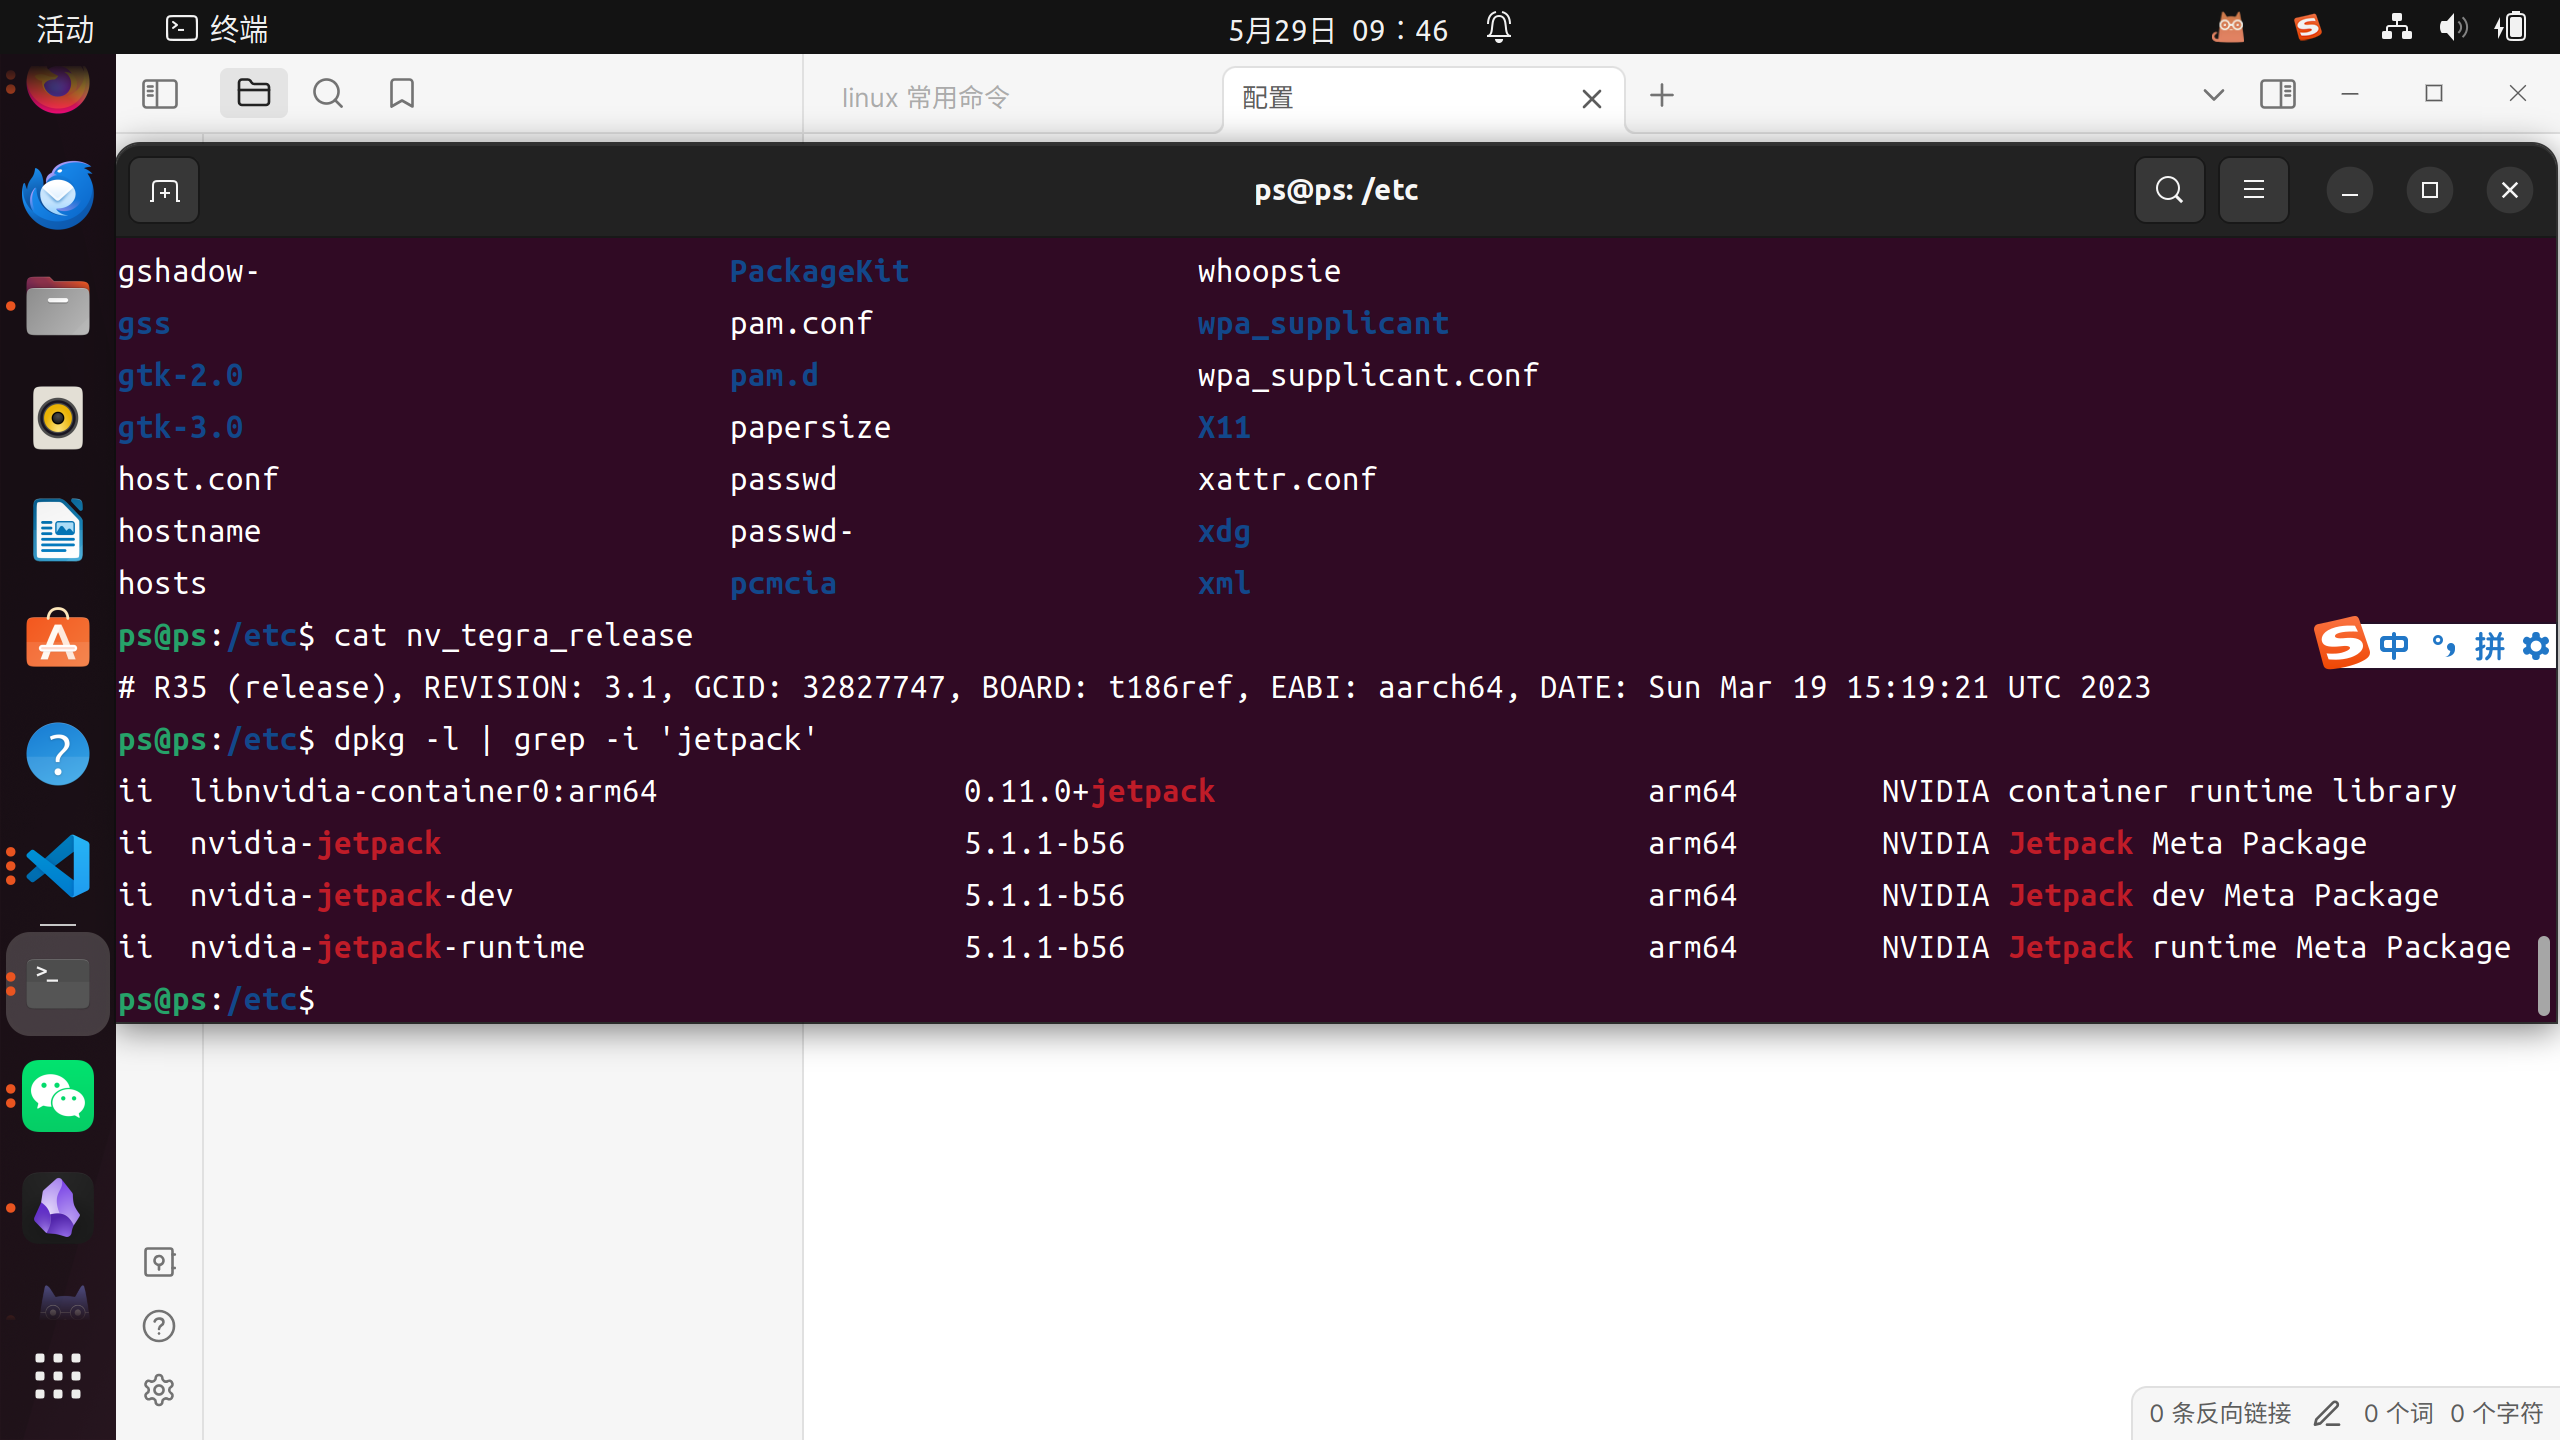 活动 终端 5月29日 09：46
linux 常用命令 配置
ps@ps: /etc
gshadow- PackageKit whoopsie
gss pam.conf wpa_supplicant
gtk-2.0 pam.d wpa_supplicant.conf
gtk-3.0 papersize X11
host.conf passwd xattr.conf
hostname passwd- xdg
hosts pcmcia xml
ps@ps:/etc$ cat nv_tegra_release
中 °, 拼
# R35 (release), REVISION: 3.1, GCID: 32827747, BOARD: t186ref, EABI: aarch64, DATE: Sun Mar 19 15:19:21 UTC 2023
ps@ps:/etc$ dpkg -l | grep -i 'jetpack'
ii libnvidia-container0:arm64 0.11.0+jetpack arm64 NVIDIA container runtime library
ii nvidia-jetpack 5.1.1-b56 arm64 NVIDIA Jetpack Meta Package
ii nvidia-jetpack-dev 5.1.1-b56 arm64 NVIDIA Jetpack dev Meta Package
ii nvidia-jetpack-runtime 5.1.1-b56 arm64 NVIDIA Jetpack runtime Meta Package
ps@ps:/etc$
0 条反向链接 0 个词 0 个字符